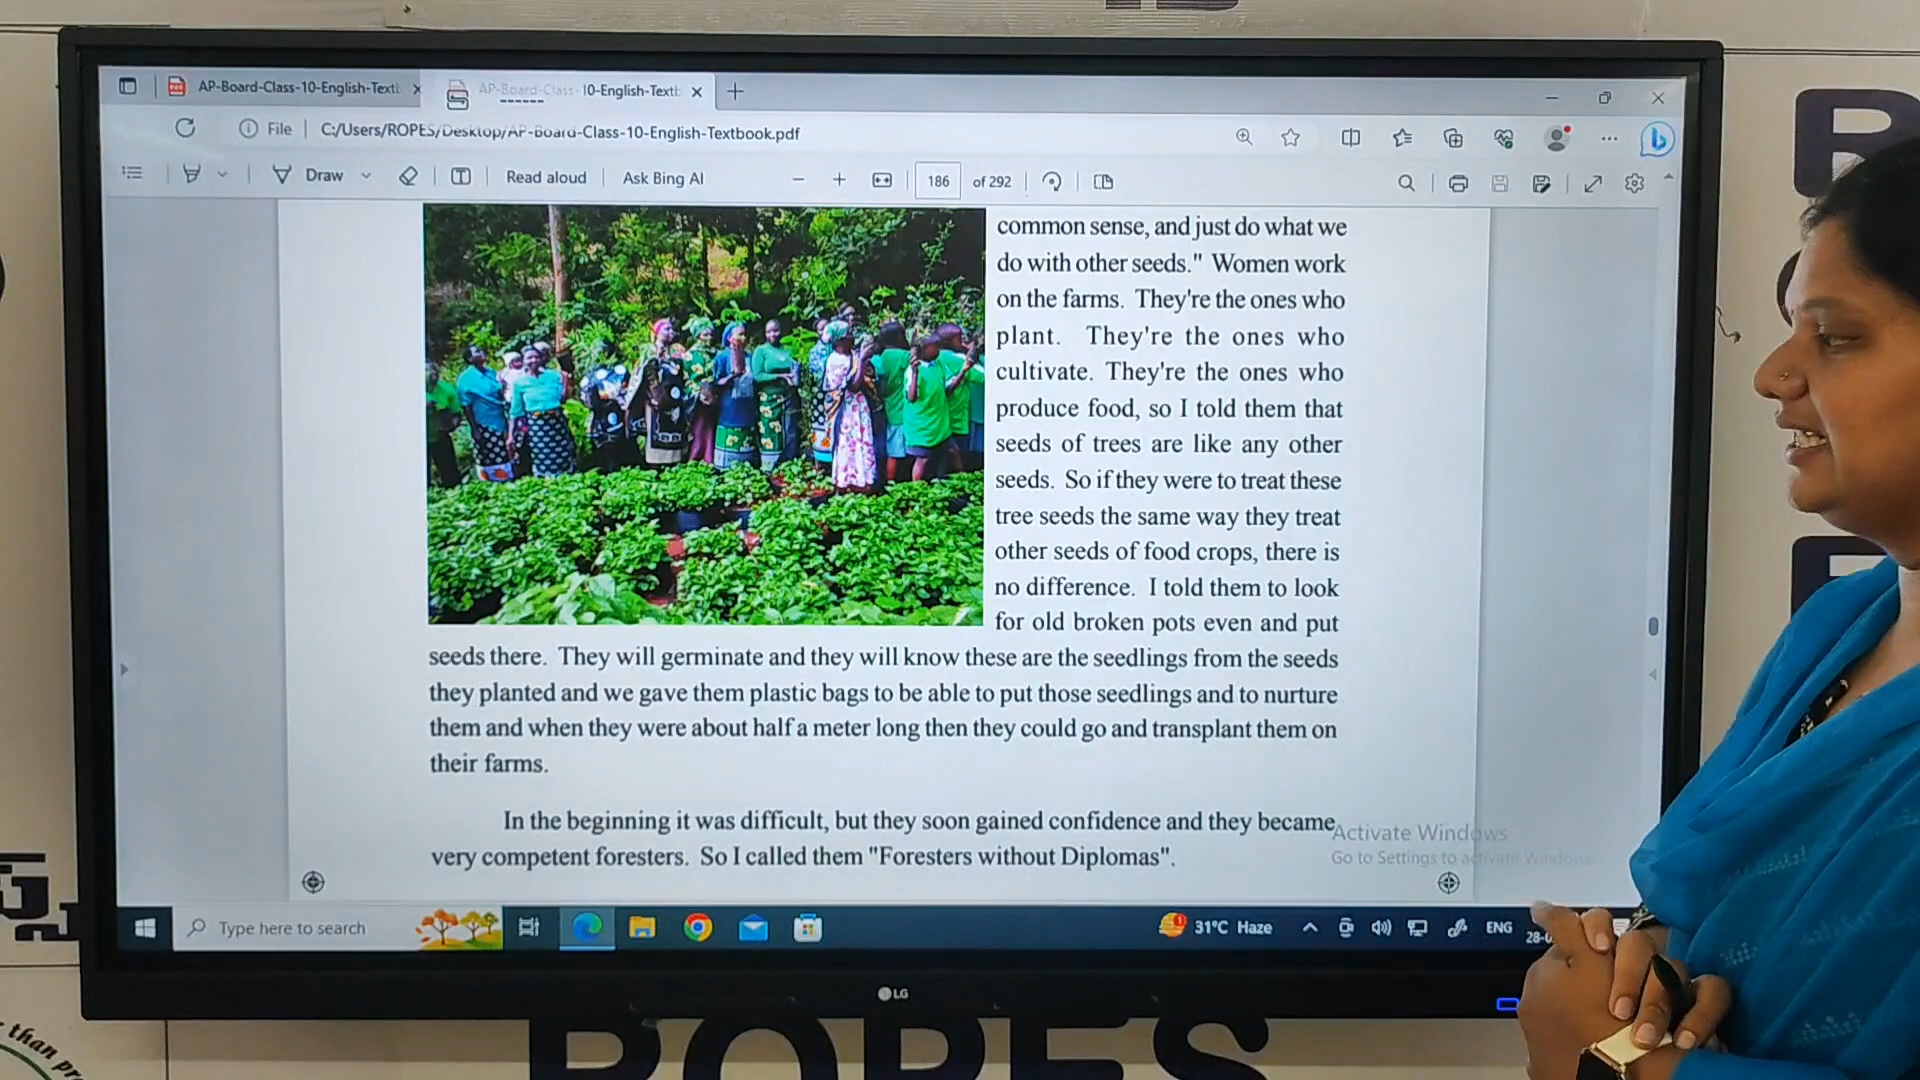 AP-Board-Class-10-English-Textb
AP-Board-Class-10-English-Textb
File
C:/Users/ROPES/Desktop/AP-Board-Class-10-English-Textbook.pdf
Draw
Read aloud
Ask Bing AI
186
of 292
common sense, and just do what we
do with other seeds." Women work
on the farms. They're the ones who
plant. They're the ones who
cultivate. They're the ones who
produce food, so I told them that
seeds of trees are like any other
seeds. So if they were to treat these
tree seeds the same way they treat
other seeds of food crops, there is
no difference. I told them to look
for old broken pots even and put
seeds there. They will germinate and they will know these are the seedlings from the seeds
they planted and we gave them plastic bags to be able to put those seedlings and to nurture
them and when they were about half a meter long then they could go and transplant them on
their farms.
In the beginning it was difficult, but they soon gained confidence and they became
very competent foresters. So I called them "Foresters without Diplomas".
Activate Windows
Go to Settings to activate Windows.
Type here to search
31°C Haze
ENG
LG
than
ROPES